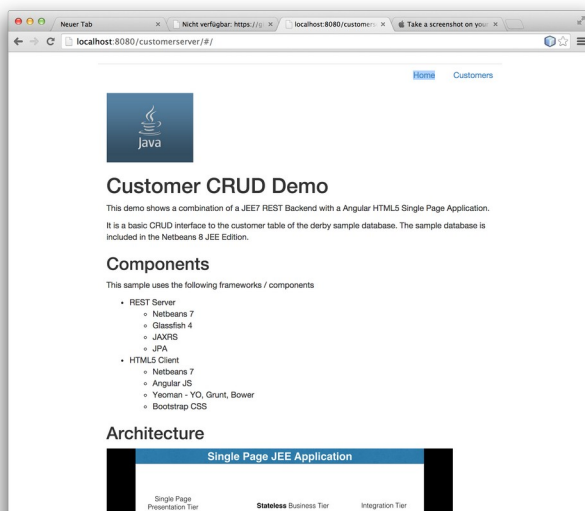 Neuer Tab
Nicht verfügbar: https://gl
localhost:8080/customerse
Take a screenshot on your
localhost:8080/customerserver/#/
Home Customers
Java
Customer CRUD Demo
This demo shows a combination of a JEE7 REST Backend with a Angular HTML5 Single Page Application.
It is a basic CRUD interface to the customer table of the derby sample database. The sample database is
included in the Netbeans 8 JEE Edition.
Components
This sample uses the following frameworks / components
REST Server
Netbeans 7
Glassfish 4
JAXRS
JPA
HTML5 Client
Netbeans 7
Angular JS
Yeoman - YO, Grunt, Bower
Bootstrap CSS
Architecture
Single Page JEE Application
Single Page
Presentation Tier
Stateless Business Tier
Integration Tier